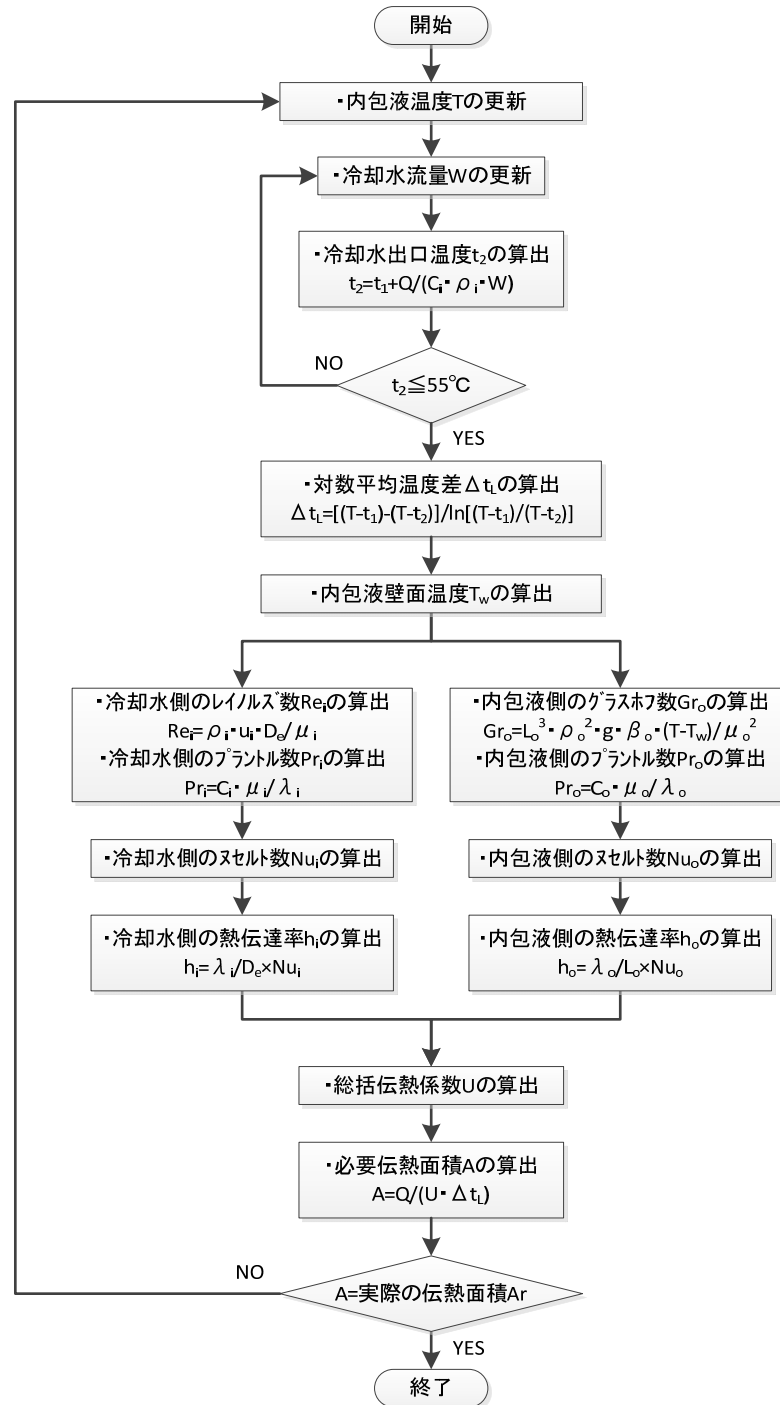 開始
・内包液温度Tの更新
・冷却水流量Wの更新
・冷却水出口温度t₂の算出
t₂=t₁+Q/(Cᵢ・ρᵢ・W)
NO
t₂≦55℃
YES
・対数平均温度差Δt_Lの算出
Δt_L=[(T-t₁)-(T-t₂)]/ln[(T-t₁)/(T-t₂)]
・内包液壁面温度T_wの算出
・冷却水側のﾚｲﾉﾙｽﾞ数Reᵢの算出
Reᵢ=ρᵢ・uᵢ・Dₑ/μᵢ
・冷却水側のﾌﾟﾗﾝﾄﾙ数Prᵢの算出
Prᵢ=Cᵢ・μᵢ/λᵢ
・内包液側のｸﾞﾗｽﾎﾌ数Grₒの算出
Grₒ=Lₒ³・ρₒ²・g・βₒ・(T-T_w)/μₒ²
・内包液側のﾌﾟﾗﾝﾄﾙ数Prₒの算出
Prₒ=Cₒ・μₒ/λₒ
・冷却水側のﾇｾﾙﾄ数Nuᵢの算出
・内包液側のﾇｾﾙﾄ数Nuₒの算出
・冷却水側の熱伝達率hᵢの算出
hᵢ=λᵢ/Dₑ×Nuᵢ
・内包液側の熱伝達率hₒの算出
hₒ=λₒ/Lₒ×Nuₒ
・総括伝熱係数Uの算出
・必要伝熱面積Aの算出
A=Q/(U・Δt_L)
NO
A=実際の伝熱面積Ar
YES
終了